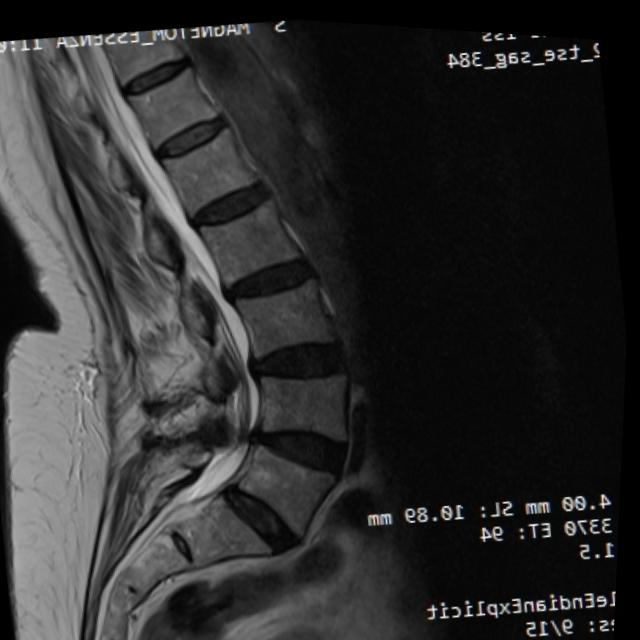 MAGNETOM_ESSENZA
2_tse_sag_384
4.00 mm SL: 10.89 mm
3370 ET: 94
1.5
leEndianExplicit
s: 9/15